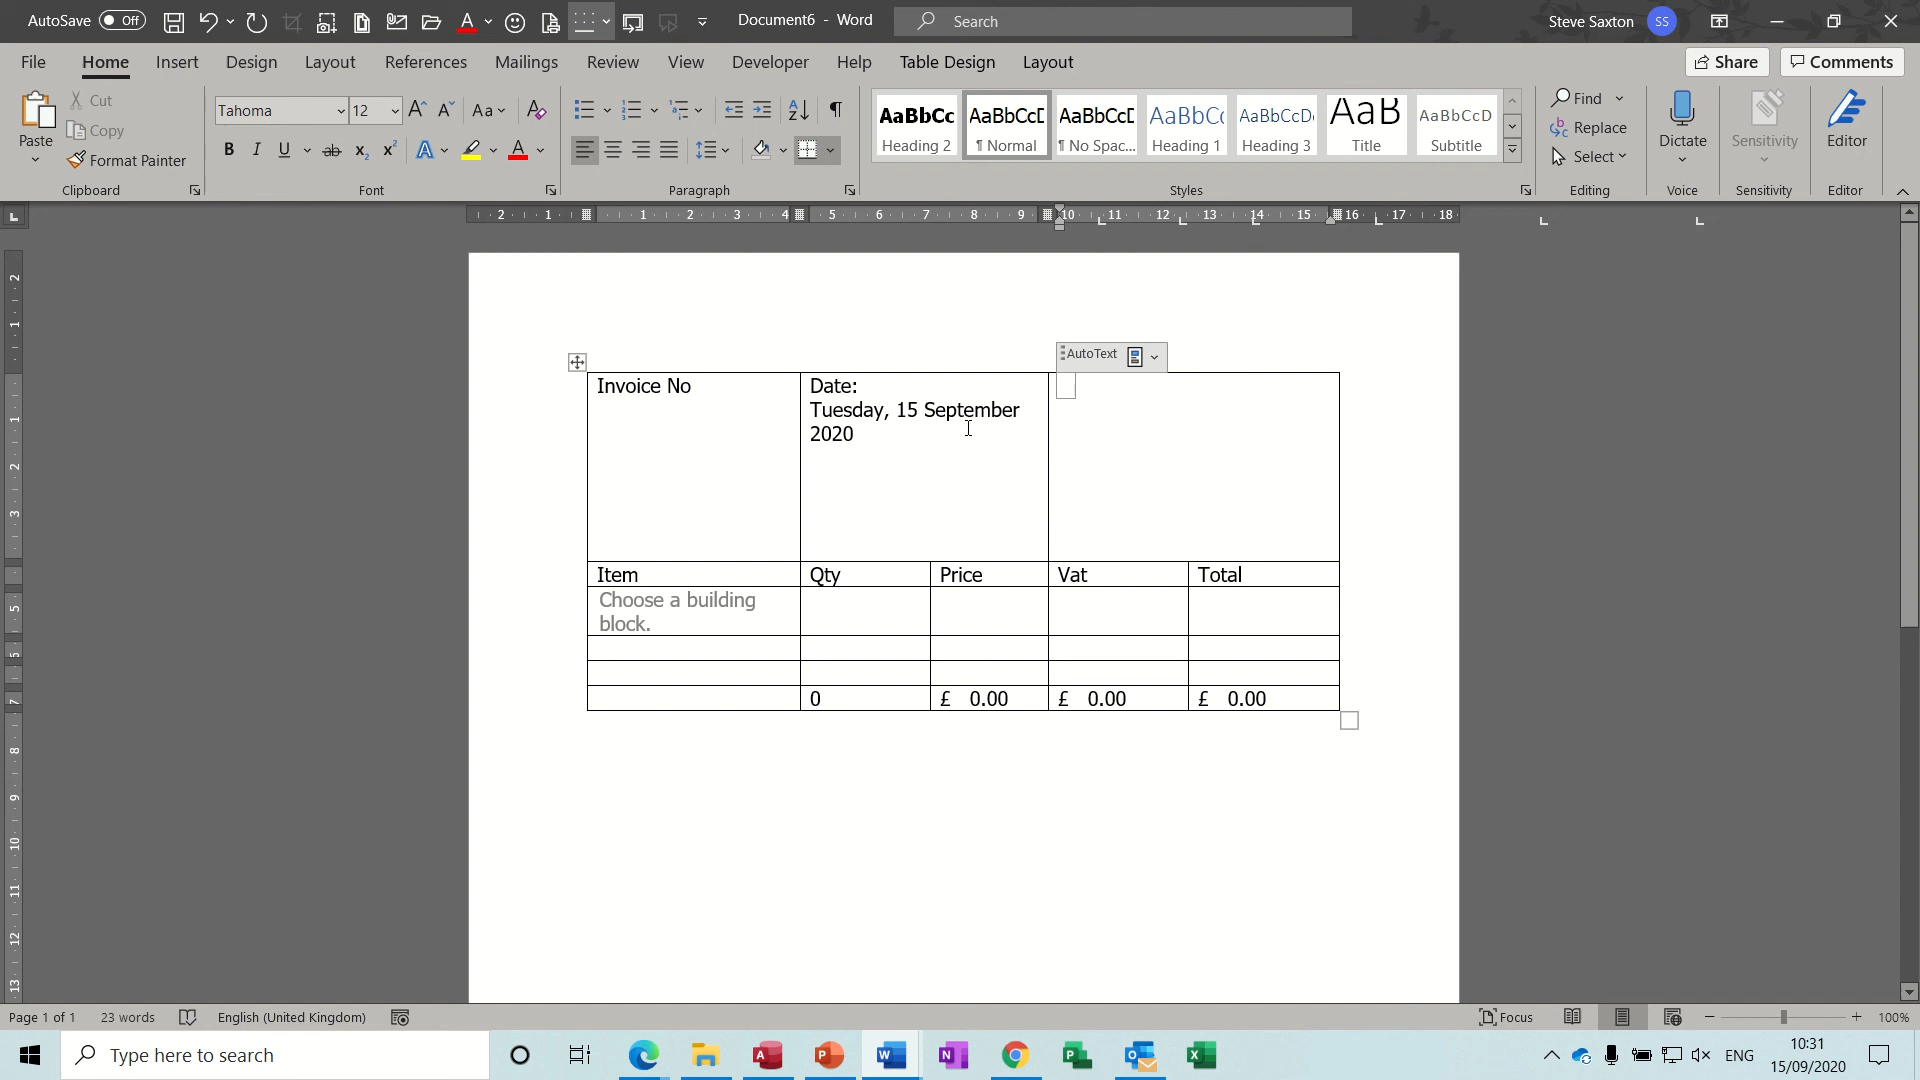 AutoSave Off
Document6 - Word
Search
Steve Saxton SS
File Home Insert Design Layout References Mailings Review View Developer Help Table Design Layout
Share Comments
Paste
Cut
Copy
Format Painter
Clipboard
Tahoma 12
Font
Paragraph
AaBbCc AaBbCcD AaBbCcD AaBbCc AaBbCcD AaB AaBbCcD
Heading 2 ¶ Normal ¶ No Spac... Heading 1 Heading 3 Title Subtitle
Styles
Find
Replace
Select
Editing
Dictate
Voice
Sensitivity
Sensitivity
Editor
Editor
AutoText
Invoice No
Date:
Tuesday, 15 September
2020
Item Qty Price Vat Total
Choose a building
block.
0 £ 0.00 £ 0.00 £ 0.00
Page 1 of 1 23 words English (United Kingdom)
Focus 100%
Type here to search
ENG
10:31
15/09/2020